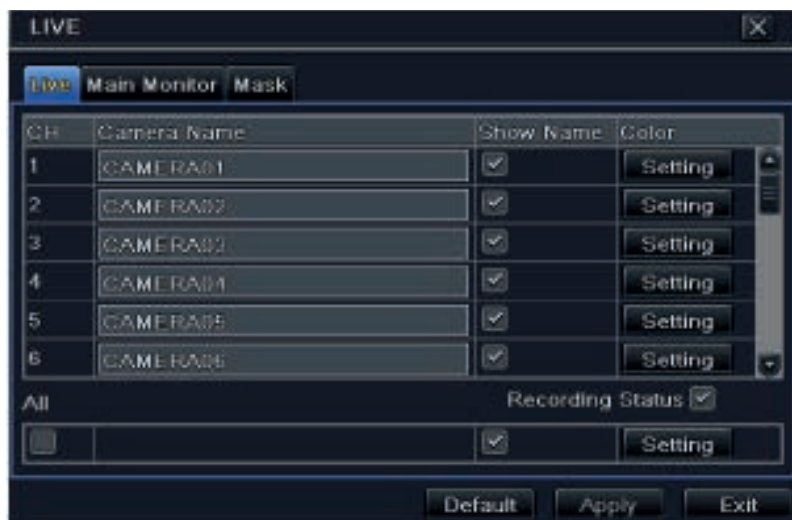 LIVE
Live Main Monitor Mask
CH Camera Name Show Name Color
1 CAMERA01 Setting
2 CAMERA02 Setting
3 CAMERA03 Setting
4 CAMERA04 Setting
5 CAMERA05 Setting
6 CAMERA06 Setting
All Recording Status
Setting
Default Apply Exit